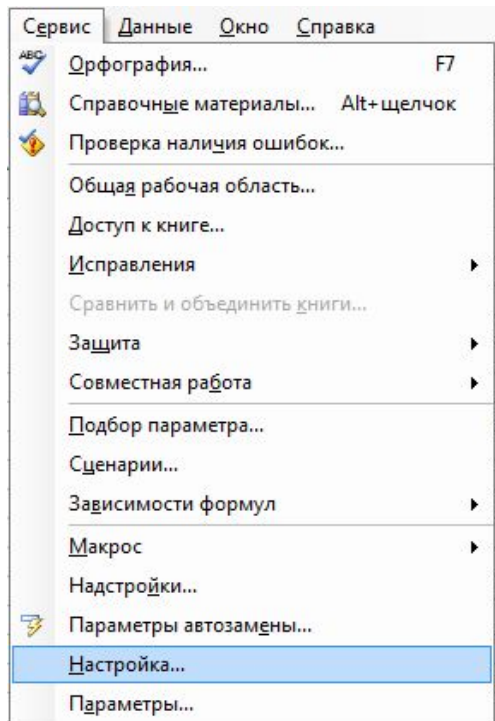 Сервис Данные Окно Справка
ABC Орфография... F7
Справочные материалы... Alt+щелчок
Проверка наличия ошибок...
Общая рабочая область...
Доступ к книге...
Исправления
Сравнить и объединить книги...
Защита
Совместная работа
Подбор параметра...
Сценарии...
Зависимости формул
Макрос
Надстройки...
Параметры автозамены...
Настройка...
Параметры...